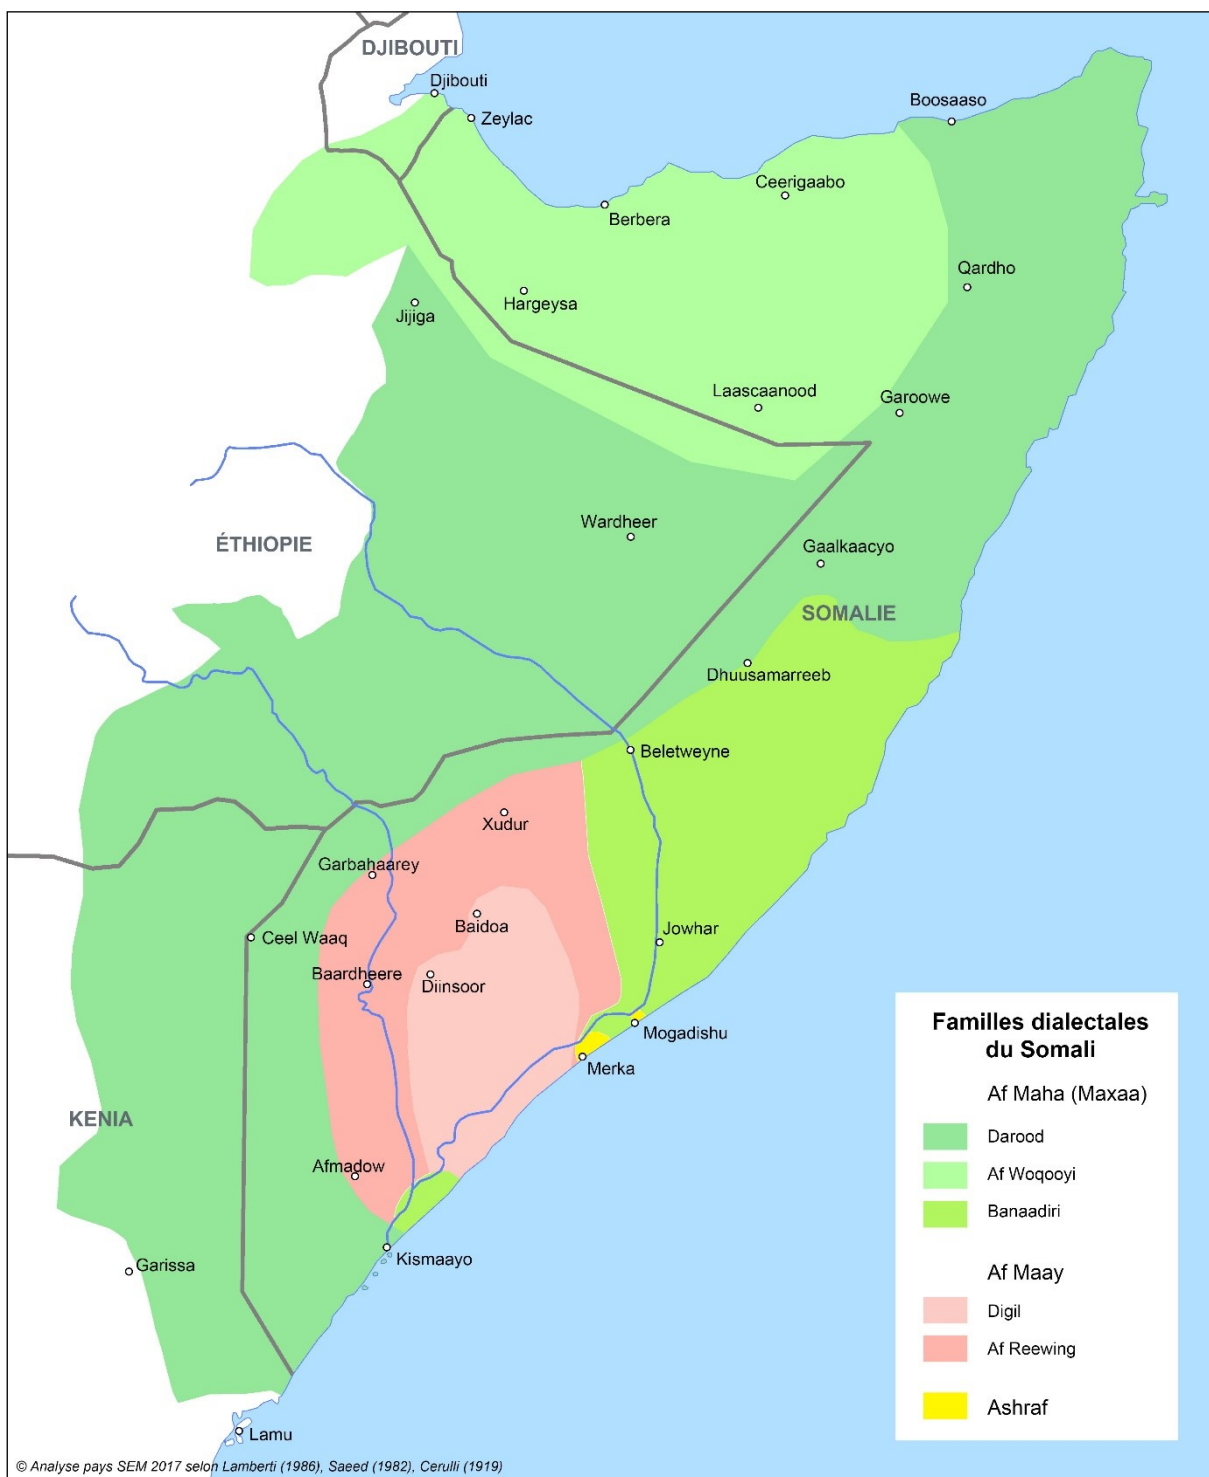 DJIBOUTI
Djibouti
Zeylac
Boosaaso
Ceerigaabo
Berbera
Qardho
Hargeysa
Jijiga
Laascaanood
Garoowe
Wardheer
ÉTHIOPIE
Gaalkaacyo
SOMALIE
Dhuusamarreeb
Beletweyne
Xudur
Garbahaarey
Baidoa
Ceel Waaq
Jowhar
Baardheere
Diinsoor
Mogadishu
Merka
KENIA
Afmadow
Kismaayo
Garissa
Lamu
Familles dialectales
du Somali
Af Maha (Maxaa)
Darood
Af Woqooyi
Banaadiri
Af Maay
Digil
Af Reewing
Ashraf
© Analyse pays SEM 2017 selon Lamberti (1986), Saeed (1982), Cerulli (1919)